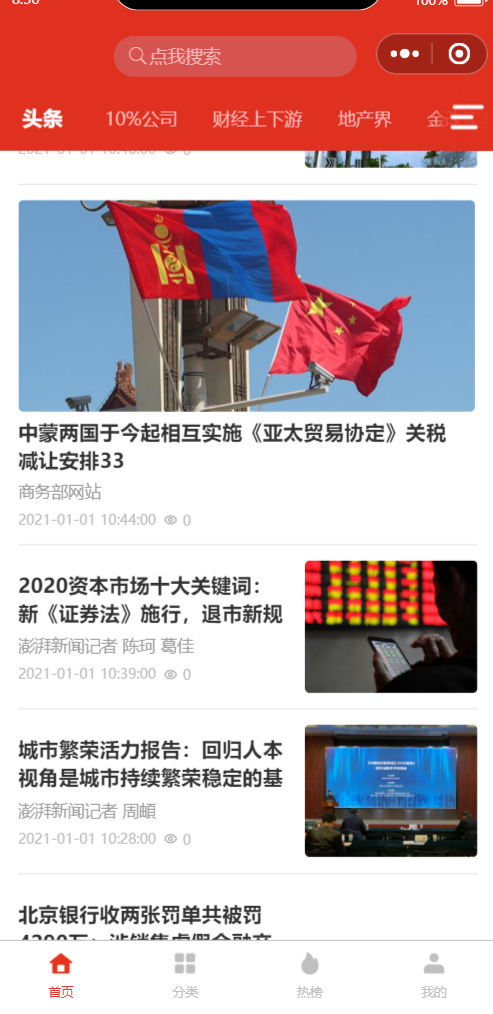 100%
点我搜索
头条 10%公司 财经上下游 地产界
中蒙两国于今起相互实施《亚太贸易协定》关税
减让安排33
商务部网站
2021-01-01 10:44:00 0
2020资本市场十大关键词：
新《证券法》施行，退市新规
澎湃新闻记者 陈珂 葛佳
2021-01-01 10:39:00 0
城市繁荣活力报告：回归人本
视角是城市持续繁荣稳定的基
澎湃新闻记者 周頔
2021-01-01 10:28:00 0
北京银行收两张罚单共被罚
首页 分类 热榜 我的